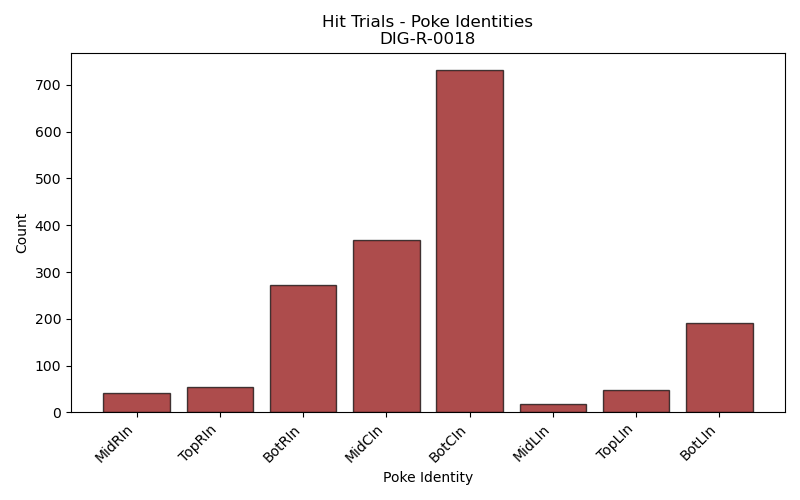 Hit Trials - Poke Identities
DIG-R-0018
Count
700
600
500
400
300
200
100
0
MidRIn
TopRIn
BotRIn
MidCIn
BotCIn
MidLIn
TopLIn
BotLIn
Poke Identity